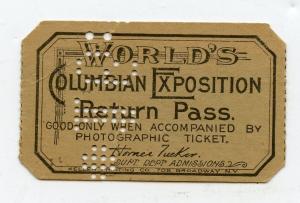 WORLD'S
COLUMBIAN EXPOSITION
Return Pass.
GOOD ONLY WHEN ACCOMPANIED BY
PHOTOGRAPHIC TICKET.
Horace Tucker.
SUPT DEPT ADMISSIONS.
CO. 708 BROADWAY N.Y.